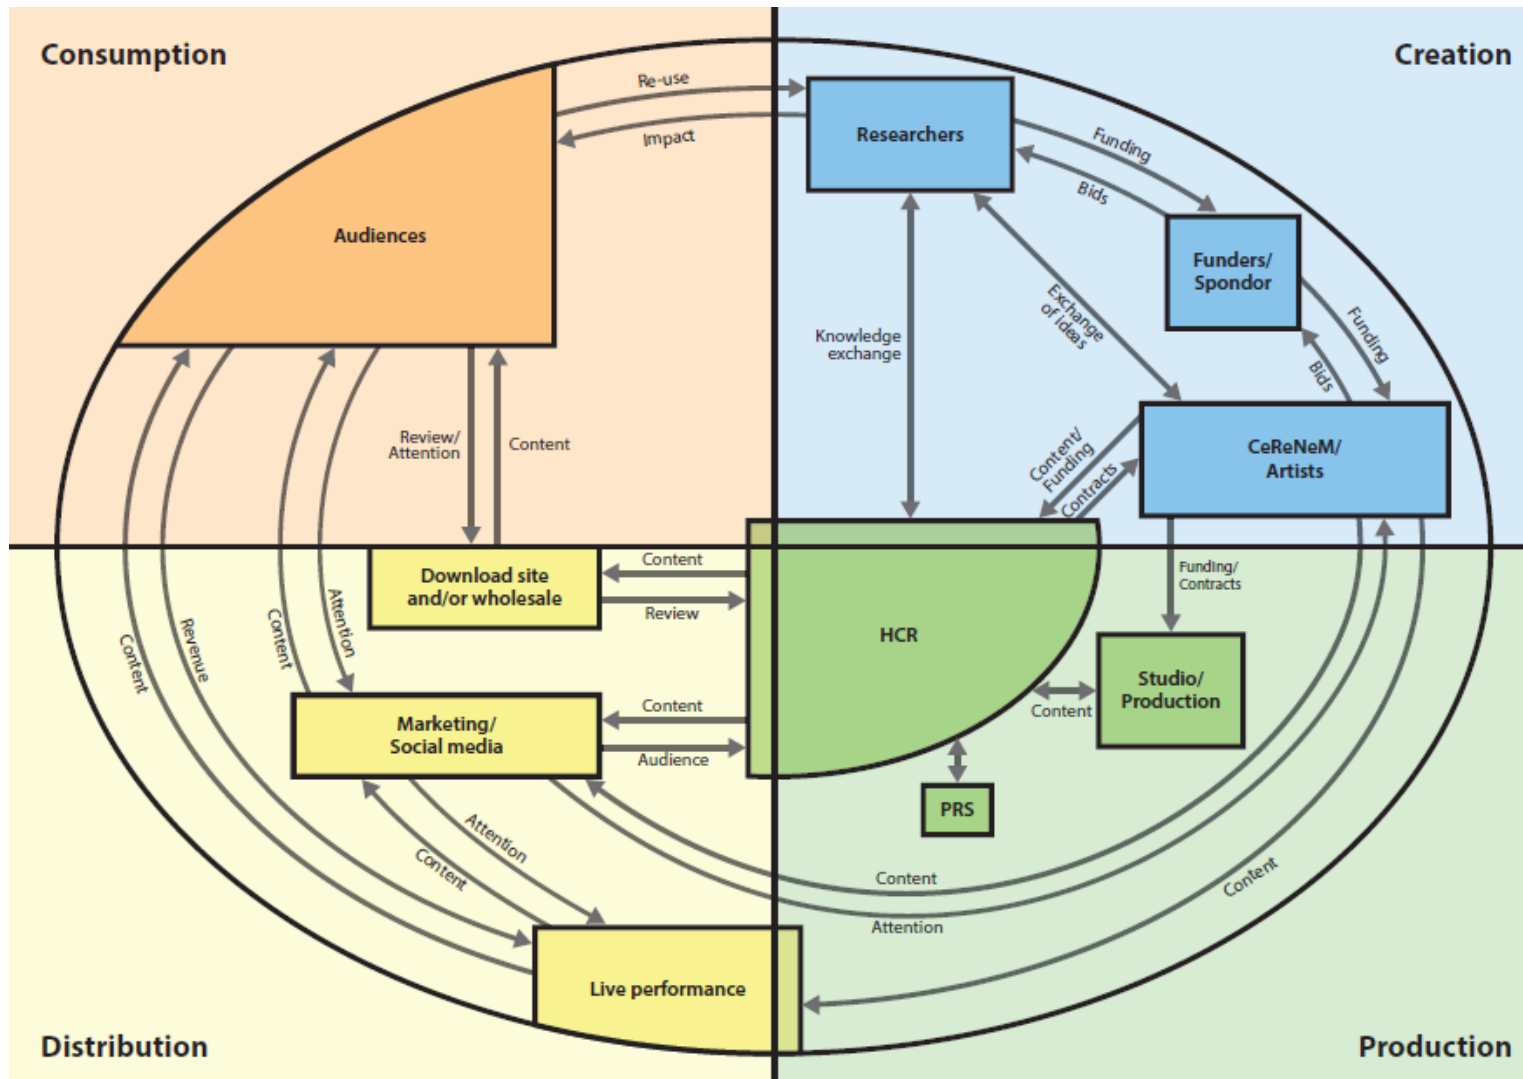 Consumption
Creation
Re-use
Impact
Researchers
Funding
Bids
Audiences
Funders/
Spondor
Exchange
of ideas
Knowledge
exchange
Funding
Bids
Review/
Attention
Content
Content/
Funding
Contracts
CeReNeM/
Artists
Download site
and/or wholesale
Content
Review
HCR
Funding/
Contracts
Content
Revenue
Content
Attention
Studio/
Production
Marketing/
Social media
Content
Audience
Content
PRS
Attention
Content
Content
Attention
Content
Live performance
Distribution
Production